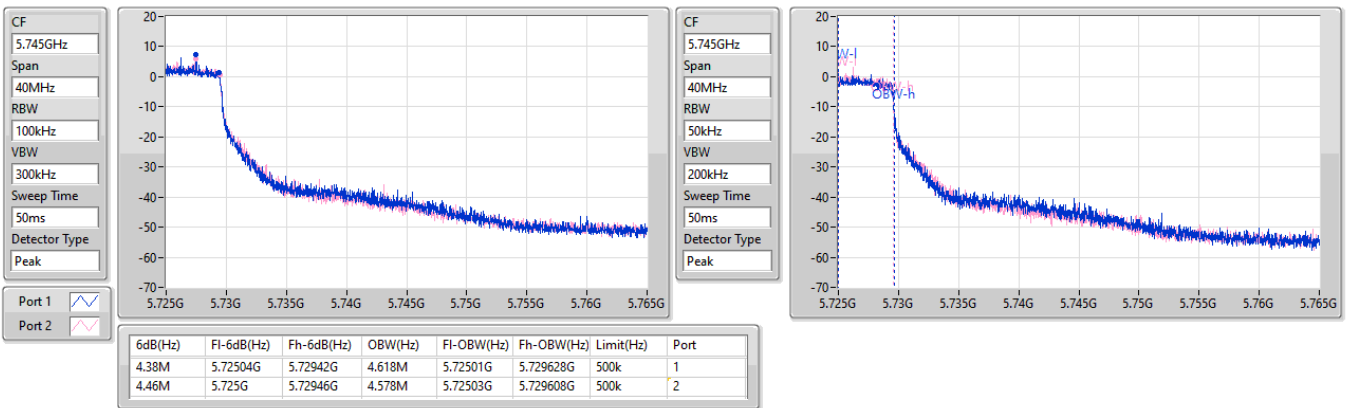 CF
5.745GHz
Span
40MHz
RBW
100kHz
VBW
300kHz
Sweep Time
50ms
Detector Type
Peak
Port 1
Port 2
20-
10-
0-
-10-
-20-
-30-
-40-
-50-
-60-
-70-
5.725G 5.73G 5.735G 5.74G 5.745G 5.75G 5.755G 5.76G 5.765G
CF
5.745GHz
Span
40MHz
RBW
50kHz
VBW
200kHz
Sweep Time
50ms
Detector Type
Peak
20-
10-
0-
-10-
-20-
-30-
-40-
-50-
-60-
-70-
W-l
OBW-h
5.725G 5.73G 5.735G 5.74G 5.745G 5.75G 5.755G 5.76G 5.765G
6dB(Hz) Fl-6dB(Hz) Fh-6dB(Hz) OBW(Hz) Fl-OBW(Hz) Fh-OBW(Hz) Limit(Hz) Port
4.38M 5.72504G 5.72942G 4.618M 5.72501G 5.729628G 500k 1
4.46M 5.725G 5.72946G 4.578M 5.72503G 5.729608G 500k 2